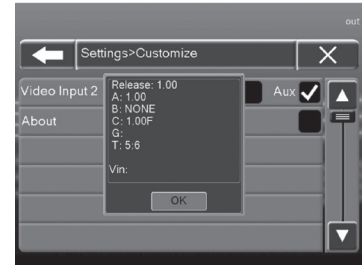 out
Settings>Customize
Video Input 2
Aux
About
Release: 1.00
A: 1.00
B: NONE
C: 1.00F
G:
T: 5:6
Vin:
OK